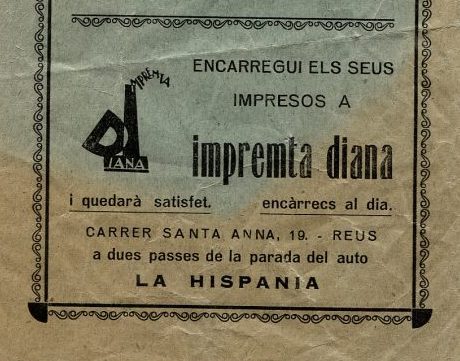 IMPREMTA
DIANA
ENCARREGUI ELS SEUS
IMPRESOS A
impremta diana
i quedarà satisfet. encàrrecs al dia.
CARRER SANTA ANNA, 19. - REUS
a dues passes de la parada del auto
LA HISPANIA